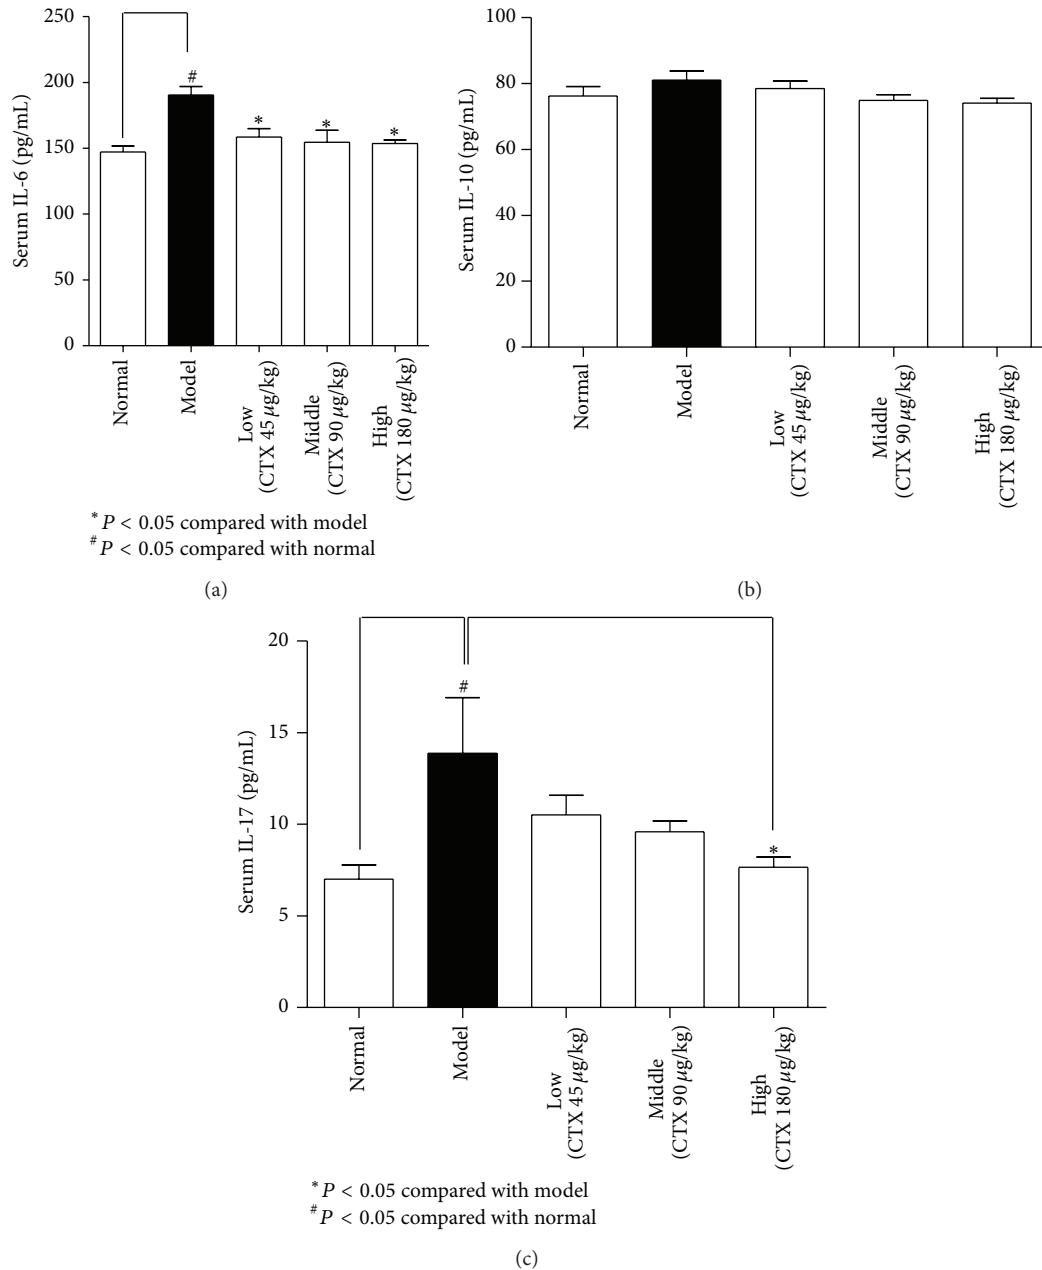 Serum IL-6 (pg/mL)
250
200
150
100
50
0
#
*
*
*
Normal
Model
Low
(CTX 45 μg/kg)
Middle
(CTX 90 μg/kg)
High
(CTX 180 μg/kg)
* P < 0.05 compared with model
# P < 0.05 compared with normal
(a)
Serum IL-10 (pg/mL)
100
80
60
40
20
0
Normal
Model
Low
(CTX 45 μg/kg)
Middle
(CTX 90 μg/kg)
High
(CTX 180 μg/kg)
(b)
Serum IL-17 (pg/mL)
20
15
10
5
0
#
*
Normal
Model
Low
(CTX 45 μg/kg)
Middle
(CTX 90 μg/kg)
High
(CTX 180 μg/kg)
* P < 0.05 compared with model
# P < 0.05 compared with normal
(c)